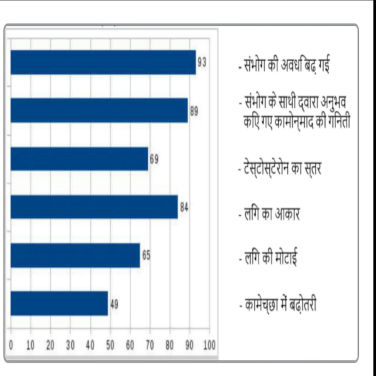 93
- संभोग की अवधि बढ़ गई
89
- संभोग के साथी द्वारा अनुभव
किए गए कामोन्माद की गनिती
69
- टेस्टोस्टेरोन का स्तर
84
- लिंग का आकार
65
- लिंग की मोटाई
49
- कामेच्छा में बढ़ोतरी
0 10 20 30 40 50 60 70 80 90 100